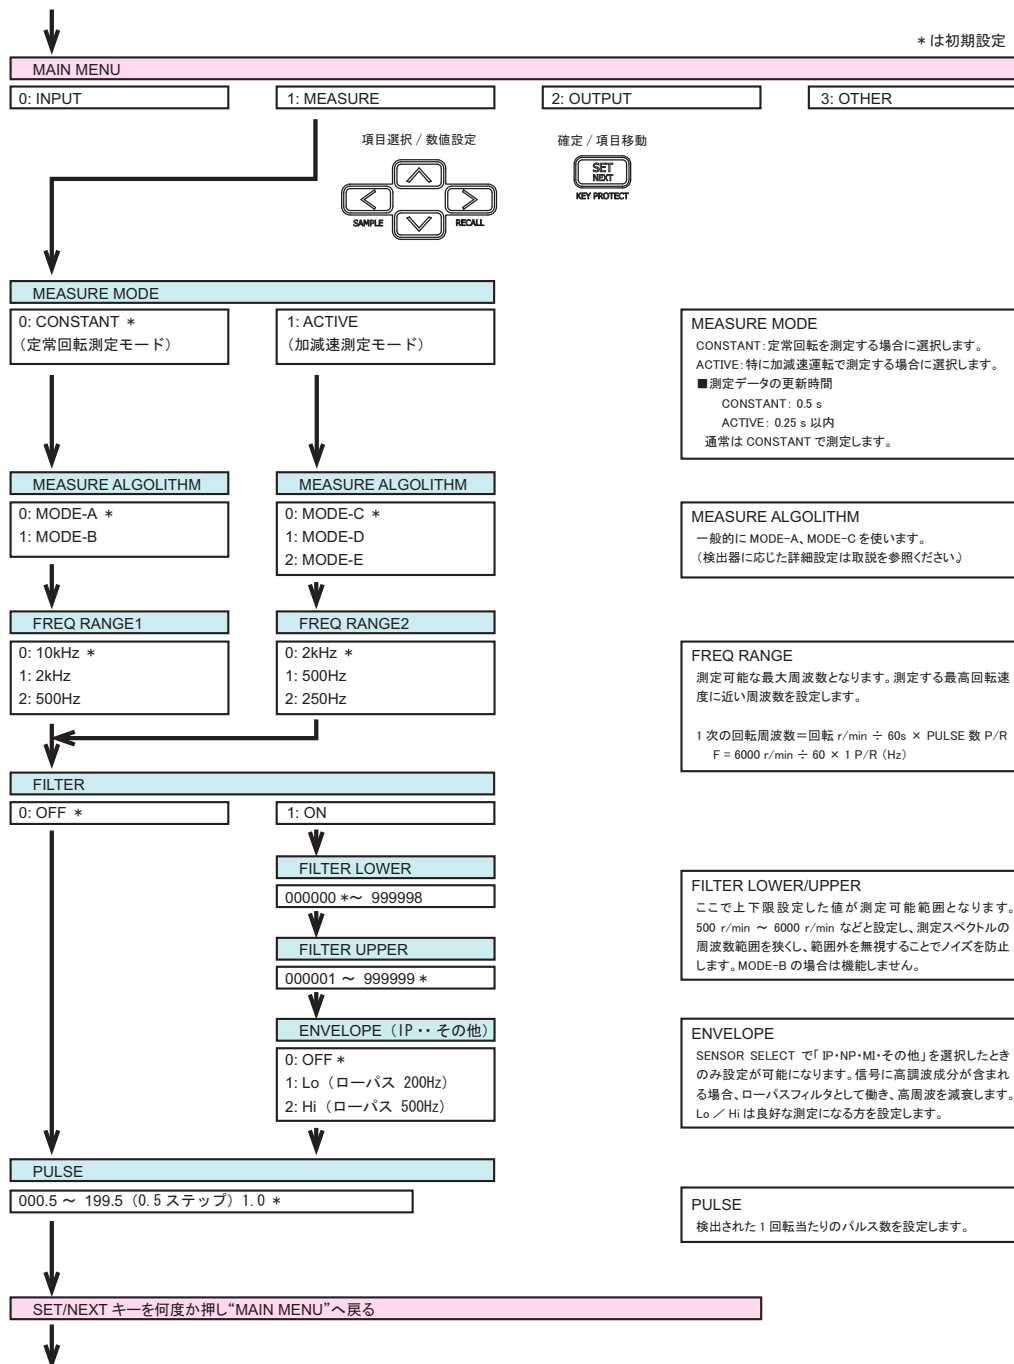 *は初期設定
MAIN MENU
0: INPUT
1: MEASURE
2: OUTPUT
3: OTHER
項目選択 / 数値設定
確定 / 項目移動
SET
NEXT
KEY PROTECT
SAMPLE
RECALL
MEASURE MODE
0: CONSTANT *
(定常回転測定モード)
1: ACTIVE
(加減速測定モード)
MEASURE MODE
CONSTANT:定常回転を測定する場合に選択します。
ACTIVE:特に加減速運転で測定する場合に選択します。
■測定データの更新時間
CONSTANT: 0.5 s
ACTIVE: 0.25 s 以内
通常は CONSTANT で測定します。
MEASURE ALGOLITHM
0: MODE-A *
1: MODE-B
MEASURE ALGOLITHM
0: MODE-C *
1: MODE-D
2: MODE-E
MEASURE ALGOLITHM
一般的に MODE-A、MODE-C を使います。
(検出器に応じた詳細設定は取説を参照ください。)
FREQ RANGE1
0: 10kHz *
1: 2kHz
2: 500Hz
FREQ RANGE2
0: 2kHz *
1: 500Hz
2: 250Hz
FREQ RANGE
測定可能な最大周波数となります。測定する最高回転速
度に近い周波数を設定します。
1 次の回転周波数=回転 r/min ÷ 60s × PULSE 数 P/R
F = 6000 r/min ÷ 60 × 1 P/R (Hz)
FILTER
0: OFF *
1: ON
FILTER LOWER
000000 *~ 999998
FILTER UPPER
000001 ~ 999999 *
FILTER LOWER/UPPER
ここで上下限設定した値が測定可能範囲となります。
500 r/min ~ 6000 r/min などと設定し、測定スペクトルの
周波数範囲を狭くし、範囲外を無視することでノイズを防止
します。MODE-B の場合は機能しません。
ENVELOPE (IP・・その他)
0: OFF *
1: Lo (ローパス 200Hz)
2: Hi (ローパス 500Hz)
ENVELOPE
SENSOR SELECT で「IP・NP・MI・その他」を選択したとき
のみ設定が可能になります。信号に高調波成分が含まれ
る場合、ローパスフィルタとして働き、高周波を減衰します。
Lo / Hi は良好な測定になる方を設定します。
PULSE
000.5 ~ 199.5 (0.5 ステップ) 1.0 *
PULSE
検出された 1 回転当たりのパルス数を設定します。
SET/NEXT キーを何度か押し“MAIN MENU”へ戻る